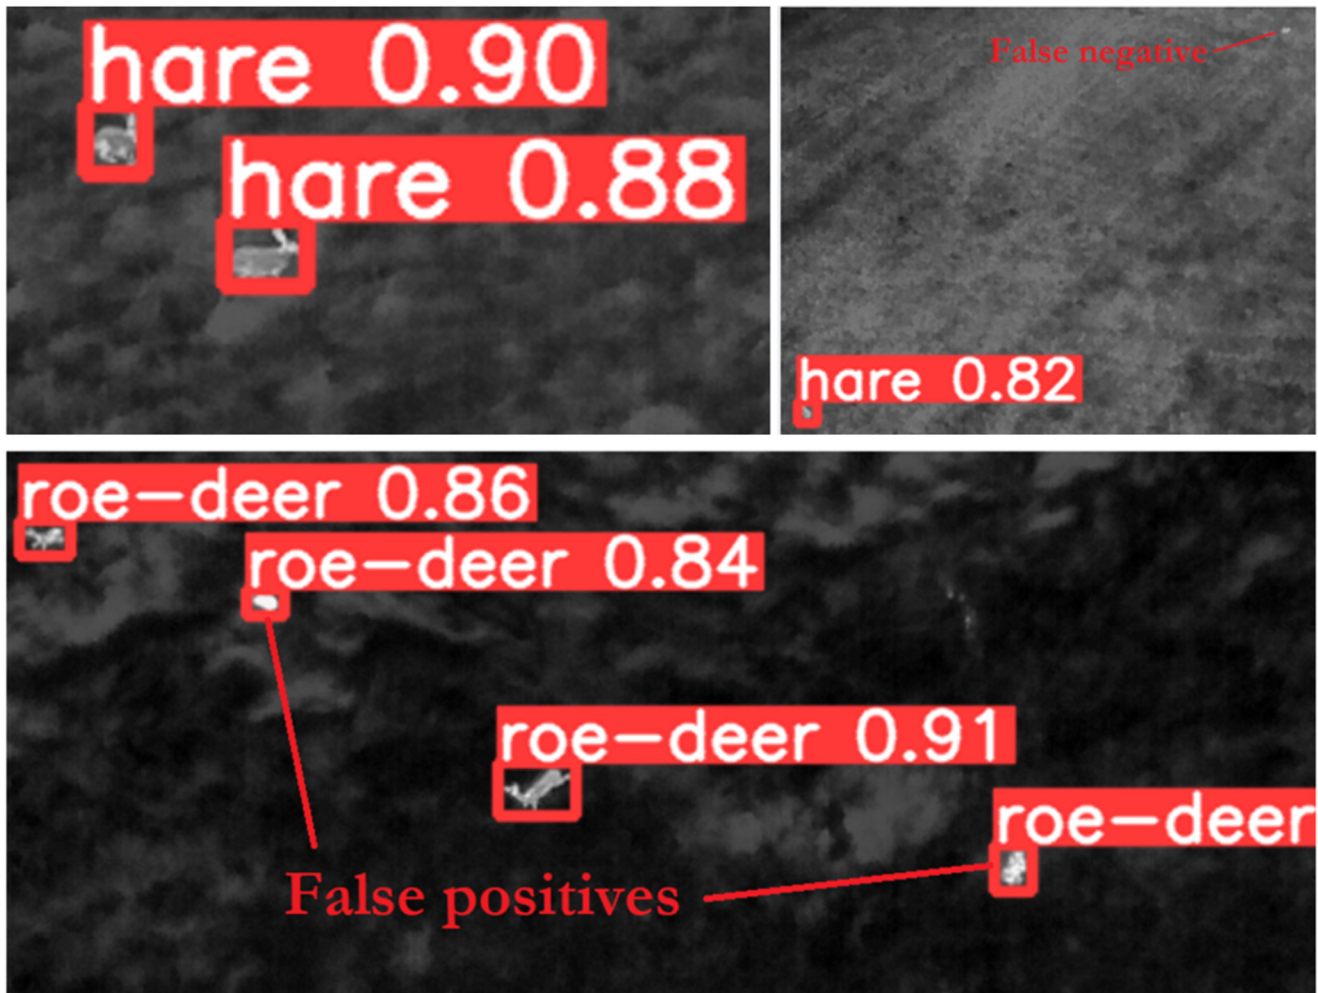 hare 0.90
hare 0.88
False negative
hare 0.82
roe-deer 0.86
roe-deer 0.84
roe-deer 0.91
roe-deer
False positives